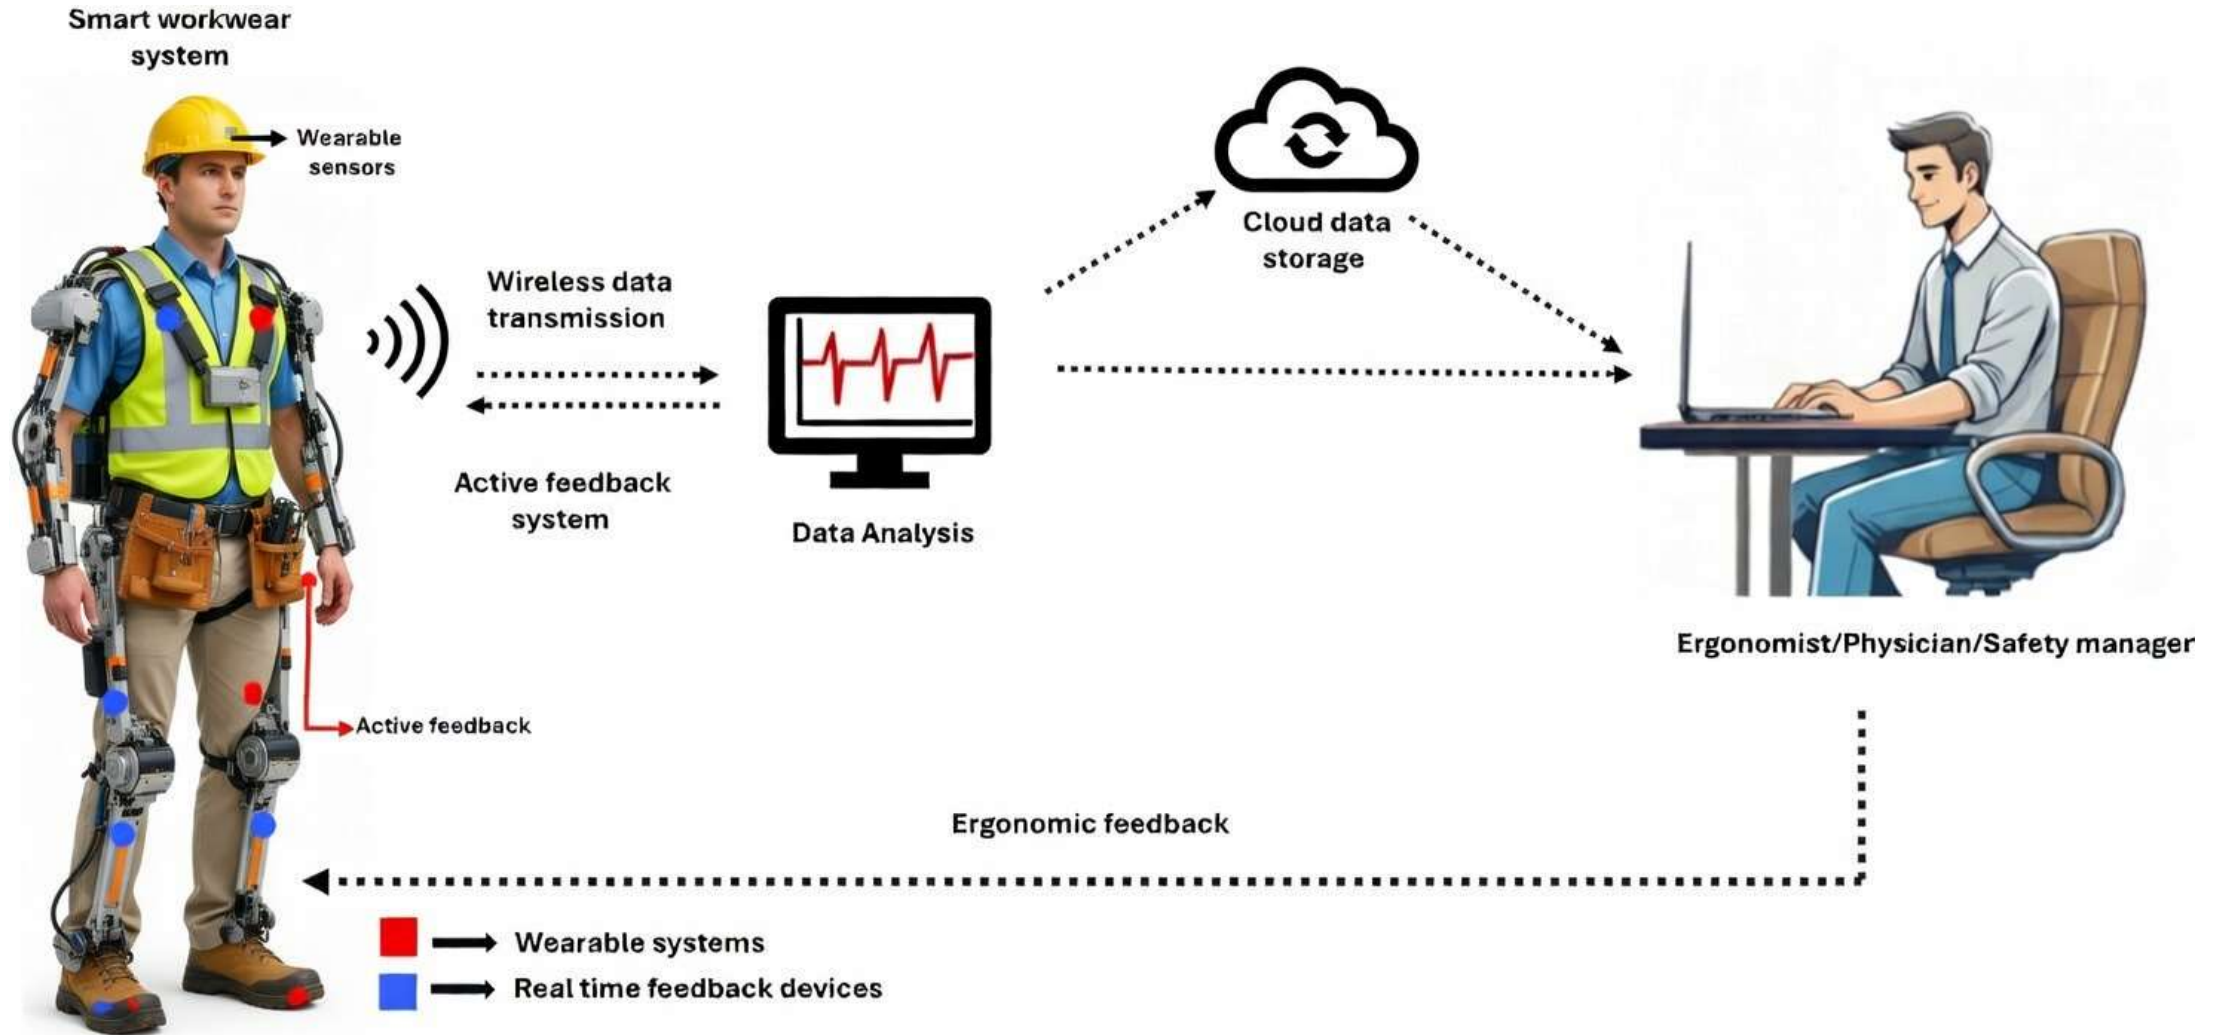 Smart workwear
system
Wearable
sensors
Wireless data
transmission
Active feedback
system
Data Analysis
Cloud data
storage
Ergonomist/Physician/Safety manager
Active feedback
Ergonomic feedback
Wearable systems
Real time feedback devices